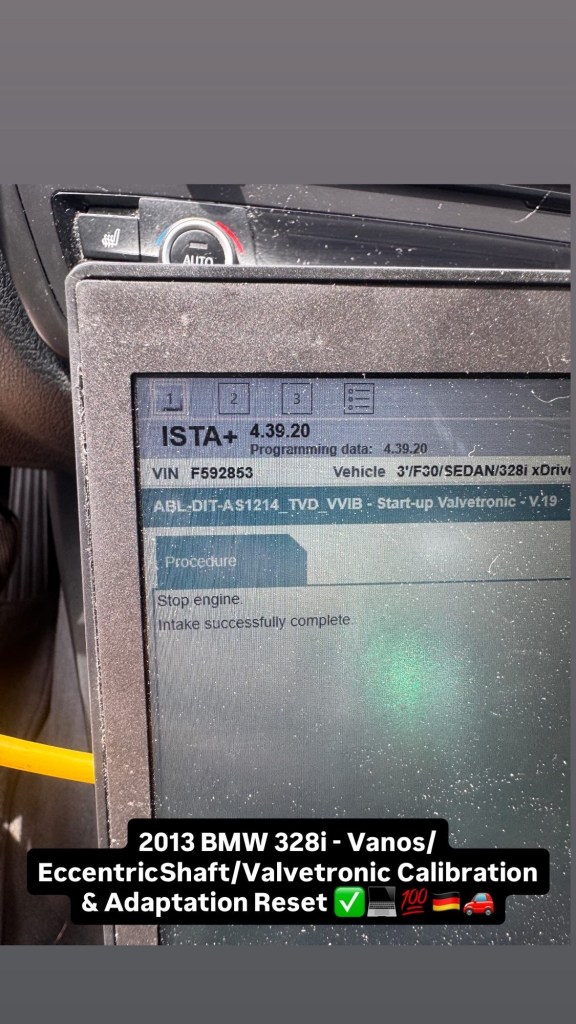 AUTO
1 2 3
ISTA+ 4.39.20
Programming data: 4.39.20
VIN F592853 Vehicle 3'/F30/SEDAN/328i xDrive
ABL-DIT-AS1214_TVD_VVIB - Start-up Valvetronic - V.19
Procedure
Stop engine.
Intake successfully complete.
2013 BMW 328i - Vanos/
EccentricShaft/Valvetronic Calibration
& Adaptation Reset ✅💻💯🇩🇪🚗